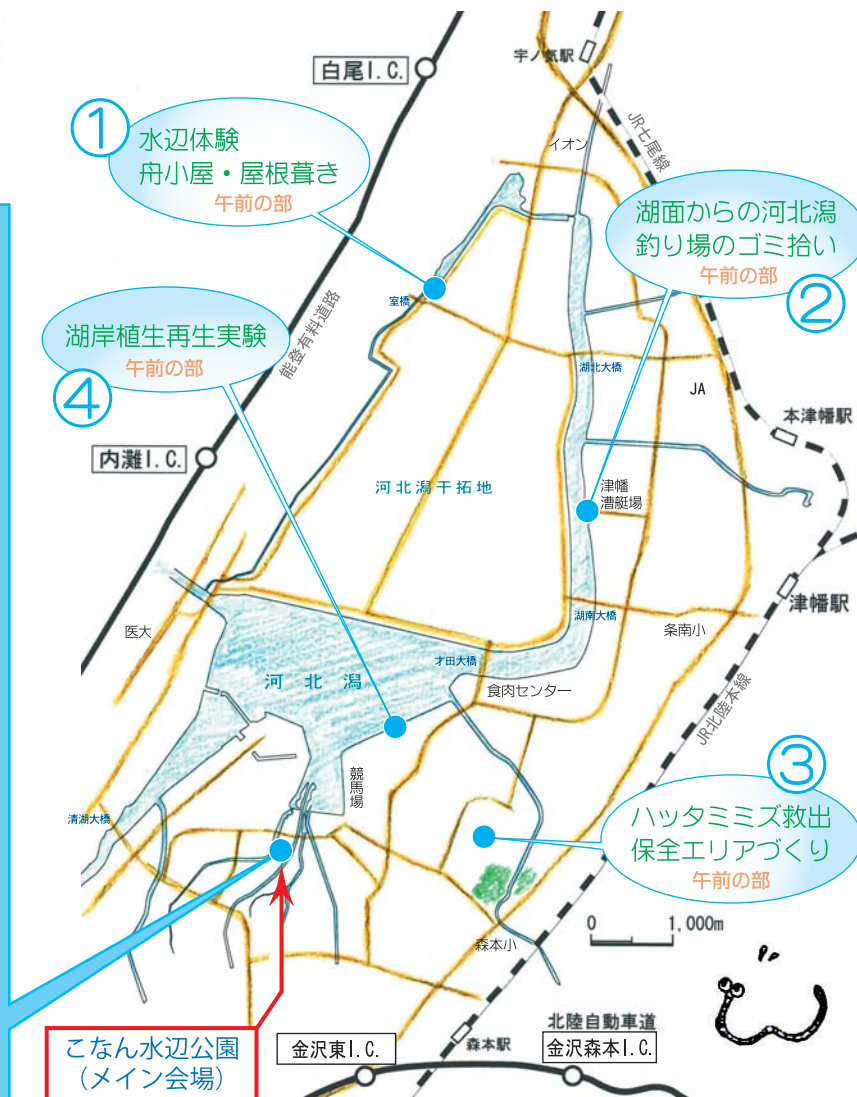 宇ノ気駅
白尾I.C.
JR七尾線
イオン
①
水辺体験
舟小屋・屋根葺き
午前の部
湖面からの河北潟
釣り場のゴミ拾い
午前の部
②
室橋
能登有料道路
湖岸植生再生実験
午前の部
④
湖北大橋
JA
本津幡駅
内灘I.C.
河北潟干拓地
津幡
漕艇場
津幡駅
湖南大橋
条南小
医大
才田大橋
食肉センター
河北潟
JR北陸本線
競馬場
③
ハッタミミズ救出
保全エリアづくり
午前の部
清湖大橋
0 1,000m
森本小
こなん水辺公園
(メイン会場)
金沢東I.C.
森本駅
北陸自動車道
金沢森本I.C.